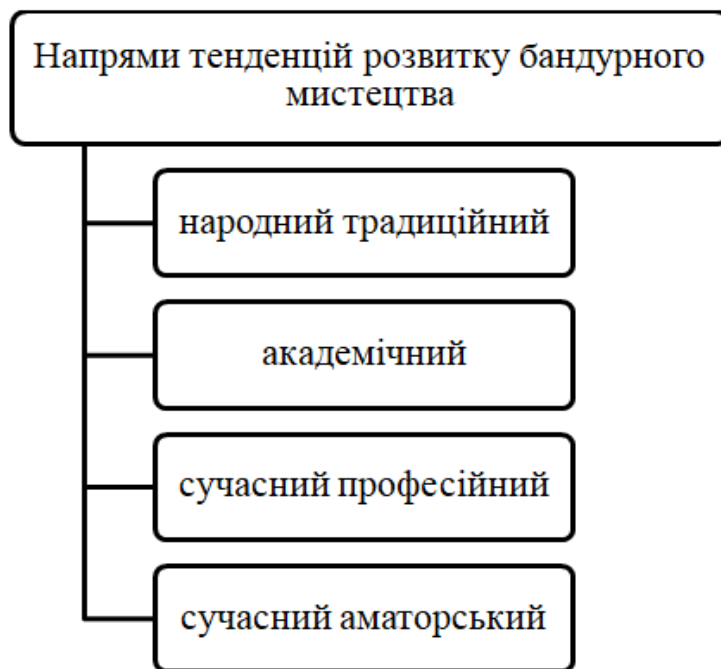 Напрями тенденцій розвитку бандурного
мистецтва
народний традиційний
академічний
сучасний професійний
сучасний аматорський